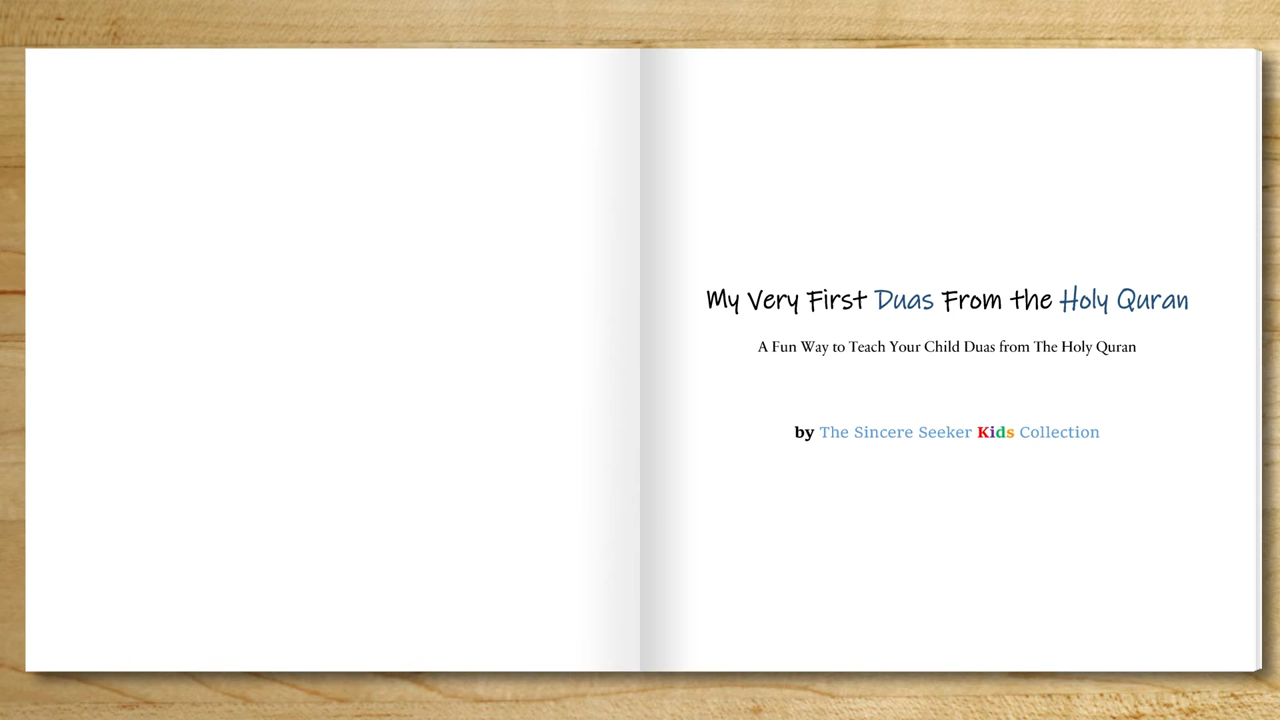 My Very First Duas From the Holy Quran
A Fun Way to Teach Your Child Duas from The Holy Quran
by The Sincere Seeker Kids Collection